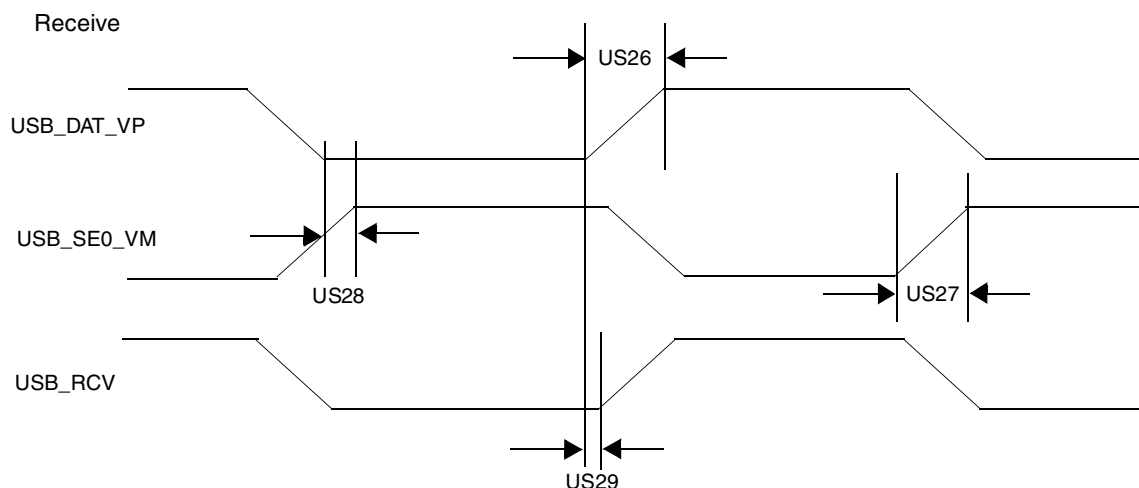 Receive
US26
USB_DAT_VP
USB_SE0_VM
US28
US27
USB_RCV
US29